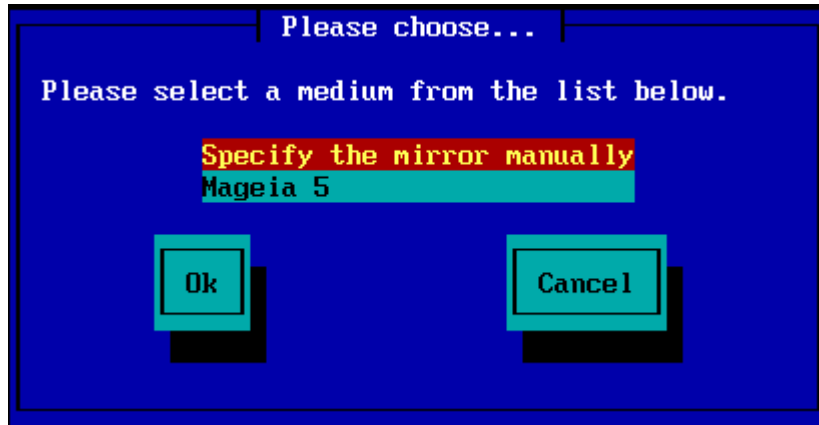 Please choose...
Please select a medium from the list below.
Specify the mirror manually
Mageia 5
Ok
Cancel